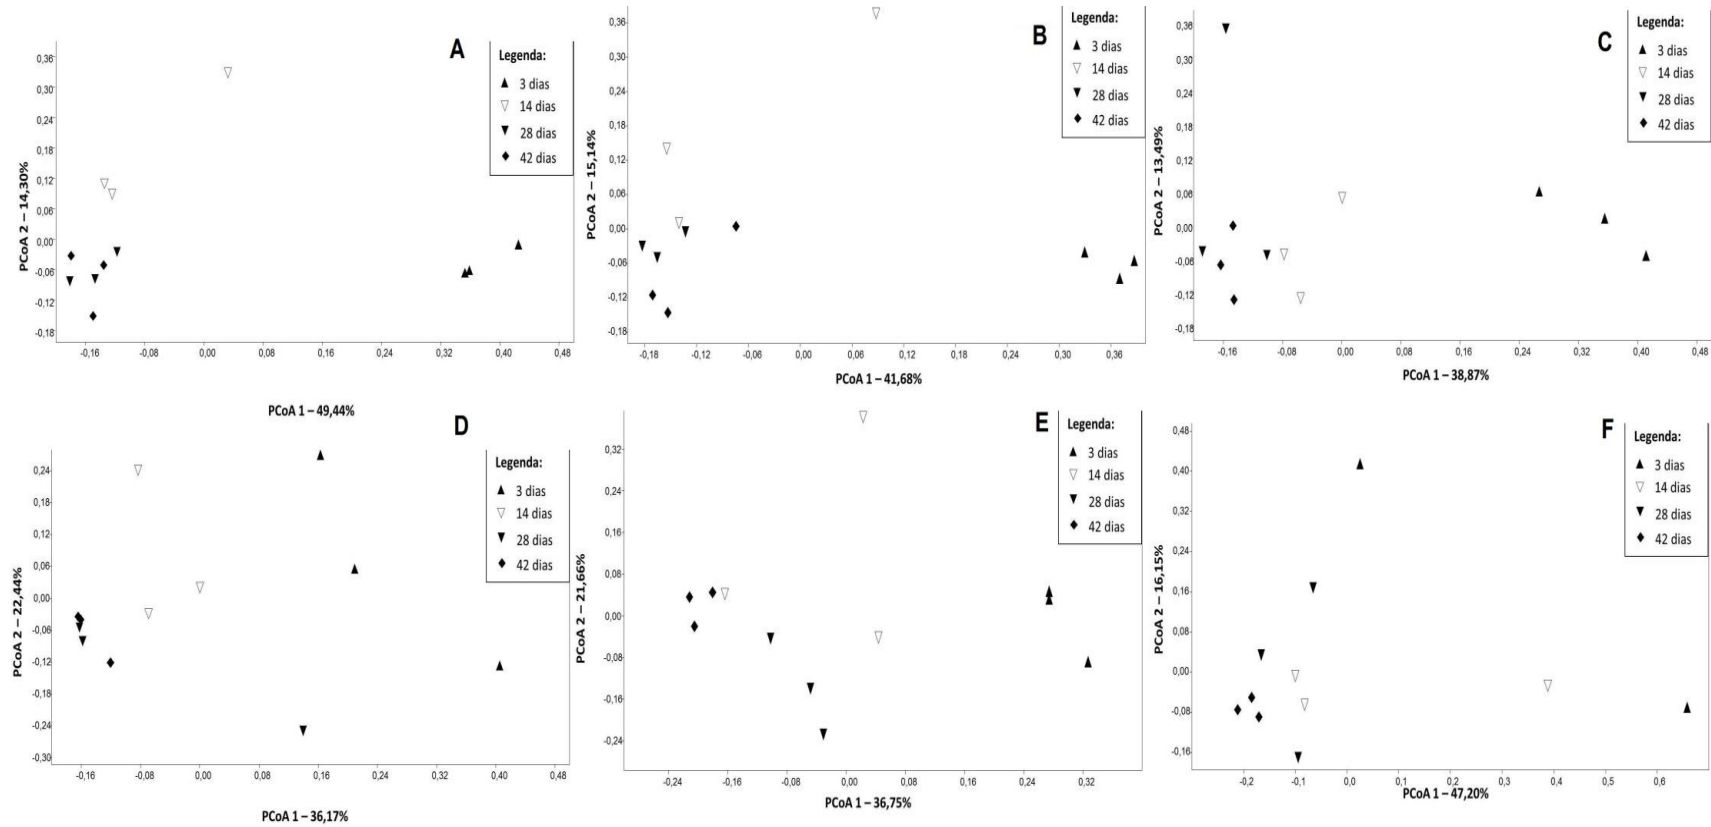 A
Legenda:
3 dias
14 dias
28 dias
42 dias
PCoA 2 – 14,30%
0,36
0,30
0,24
0,18
0,12
0,06
0,00
-0,06
-0,12
-0,18
-0,16
-0,08
0,00
0,08
0,16
0,24
0,32
0,40
0,48
PCoA 1 – 49,44%
B
Legenda:
3 dias
14 dias
28 dias
42 dias
PCoA 2 – 15,14%
0,36
0,30
0,24
0,18
0,12
0,06
0,00
-0,06
-0,12
-0,18
-0,18
-0,12
-0,06
0,00
0,06
0,12
0,18
0,24
0,30
0,36
PCoA 1 – 41,68%
C
Legenda:
3 dias
14 dias
28 dias
42 dias
PCoA 2 – 13,49%
0,36
0,30
0,24
0,18
0,12
0,06
0,00
-0,06
-0,12
-0,18
-0,16
-0,08
0,00
0,08
0,16
0,24
0,32
0,40
0,48
PCoA 1 – 38,87%
D
Legenda:
3 dias
14 dias
28 dias
42 dias
PCoA 2 – 22,44%
0,24
0,18
0,12
0,06
0,00
-0,06
-0,12
-0,18
-0,24
-0,30
-0,16
-0,08
0,00
0,08
0,16
0,24
0,32
0,40
0,48
PCoA 1 – 36,17%
E
Legenda:
3 dias
14 dias
28 dias
42 dias
PCoA 2 – 21,66%
0,32
0,24
0,16
0,08
0,00
-0,08
-0,16
-0,24
-0,24
-0,16
-0,08
0,00
0,08
0,16
0,24
0,32
PCoA 1 – 36,75%
F
Legenda:
3 dias
14 dias
28 dias
42 dias
PCoA 2 – 16,15%
0,48
0,40
0,32
0,24
0,16
0,08
0,00
-0,08
-0,16
-0,2
-0,1
0,0
0,1
0,2
0,3
0,4
0,5
0,6
PCoA 1 – 47,20%